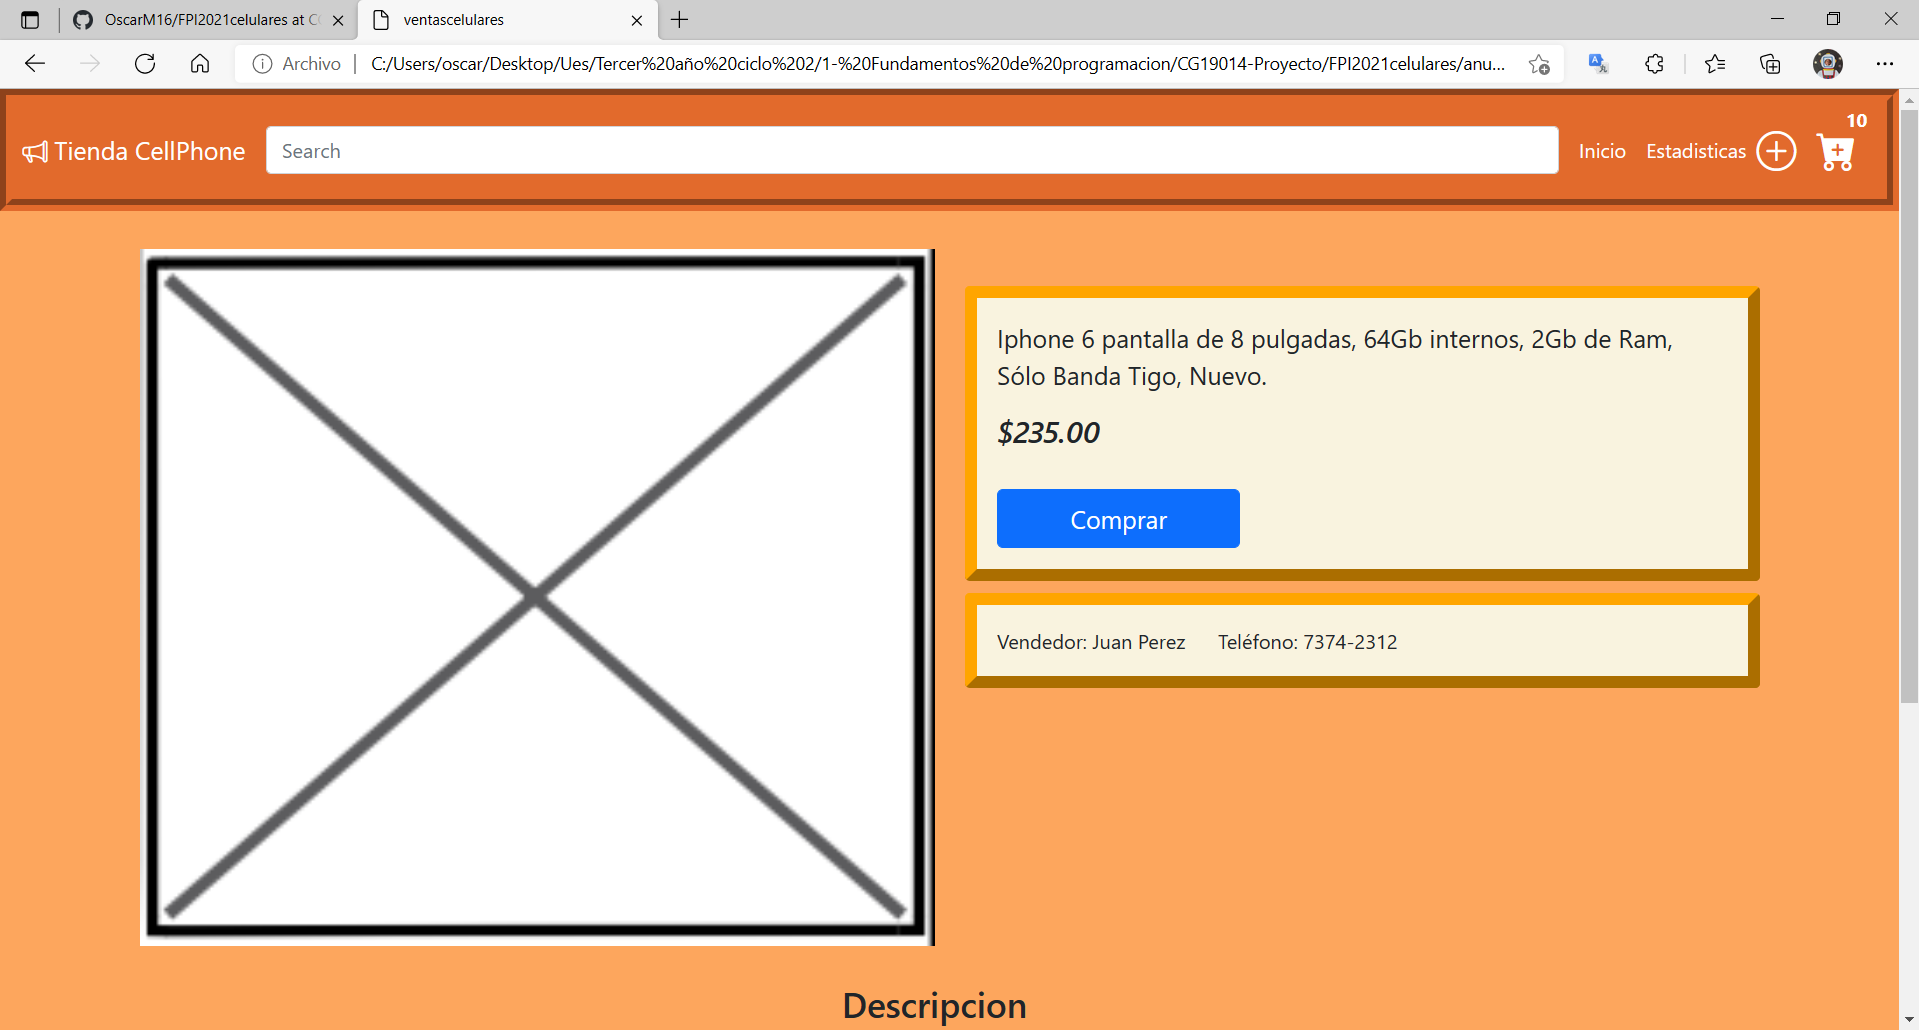 OscarM16/FPI2021celulares at C
ventascelulares
Archivo
C:/Users/oscar/Desktop/Ues/Tercer%20año%20ciclo%202/1-%20Fundamentos%20de%20programacion/CG19014-Proyecto/FPI2021celulares/anu...
10
Tienda CellPhone
Search
Inicio
Estadisticas
Iphone 6 pantalla de 8 pulgadas, 64Gb internos, 2Gb de Ram,
Sólo Banda Tigo, Nuevo.
$235.00
Comprar
Vendedor: Juan Perez Teléfono: 7374-2312
Descripcion